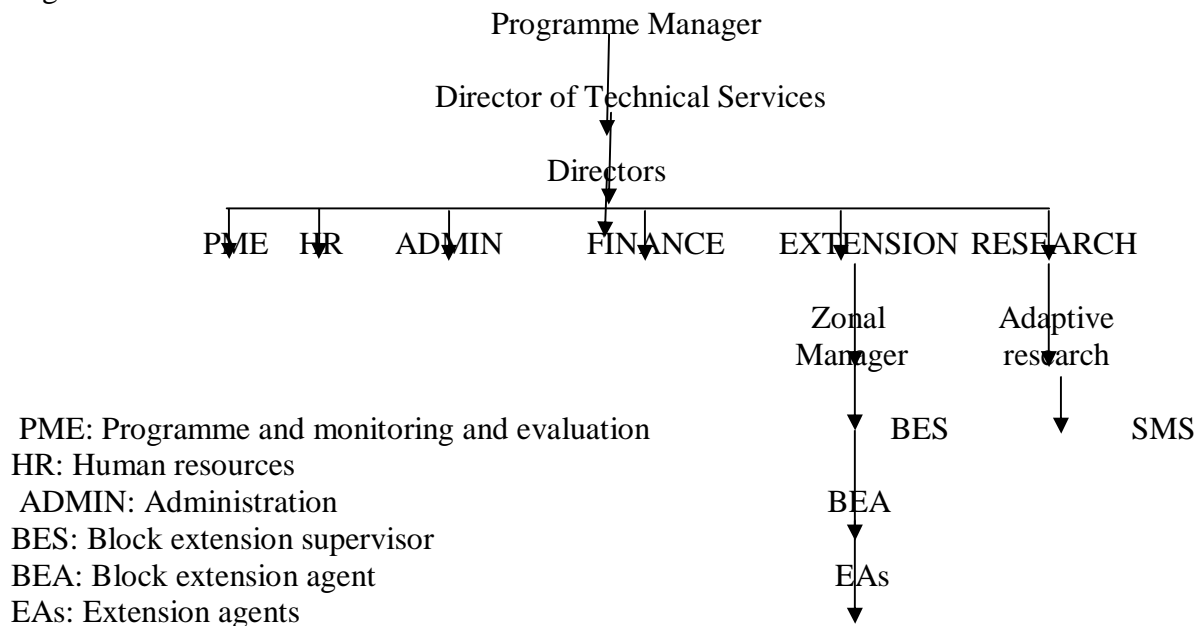 Programme Manager
Director of Technical Services
Directors
PME HR ADMIN FINANCE EXTENSION RESEARCH
Zonal Manager
Adaptive research
PME: Programme and monitoring and evaluation BES SMS
HR: Human resources
ADMIN: Administration BEA
BES: Block extension supervisor
BEA: Block extension agent EAs
EAs: Extension agents